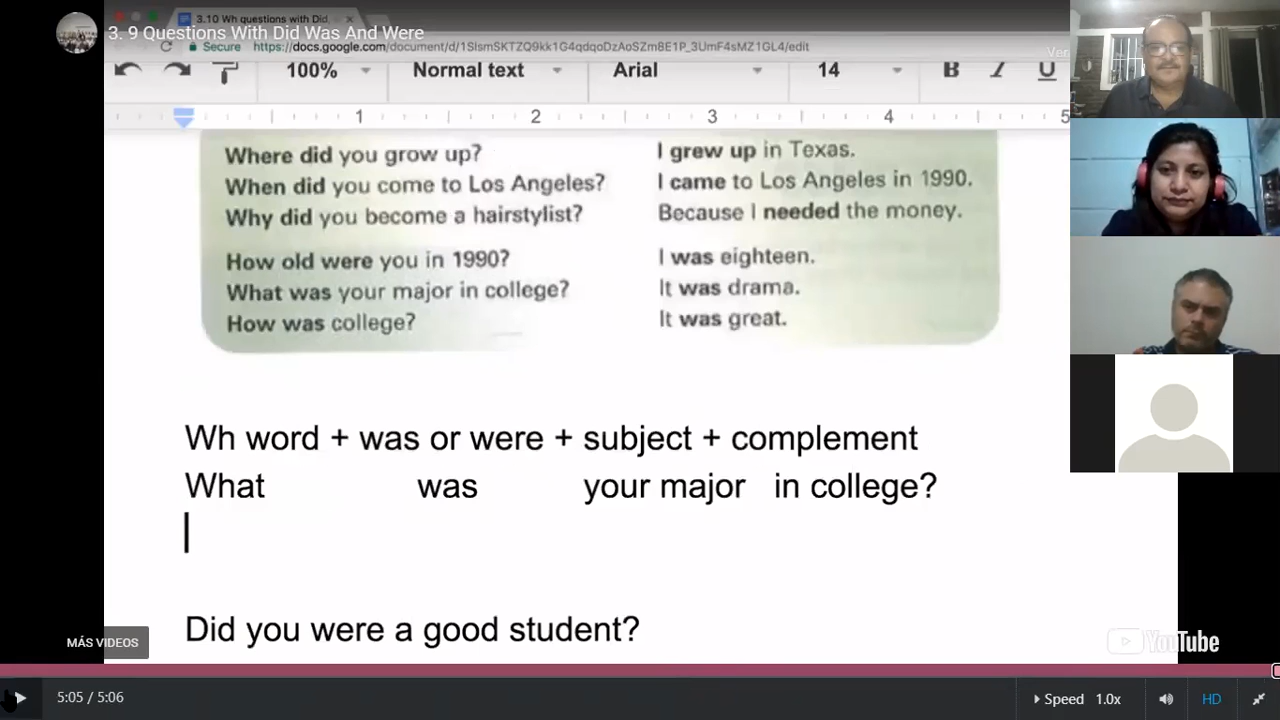 3.10 Wh questions with Did,
3. 9 Questions With Did Was And Were
Secure https://docs.google.com/document/d/1SlsmSKTZQ9kk1G4qdqoDzAoSZm8E1P_3UmF4sMZ1GL4/edit
100% Normal text Arial 14 B I U
1 2 3 4 5
Where did you grow up? I grew up in Texas.
When did you come to Los Angeles? I came to Los Angeles in 1990.
Why did you become a hairstylist? Because I needed the money.
How old were you in 1990? I was eighteen.
What was your major in college? It was drama.
How was college? It was great.
Wh word + was or were + subject + complement
What was your major in college?
Did you were a good student?
MÁS VIDEOS
YouTube
5:05 / 5:06 Speed 1.0x HD